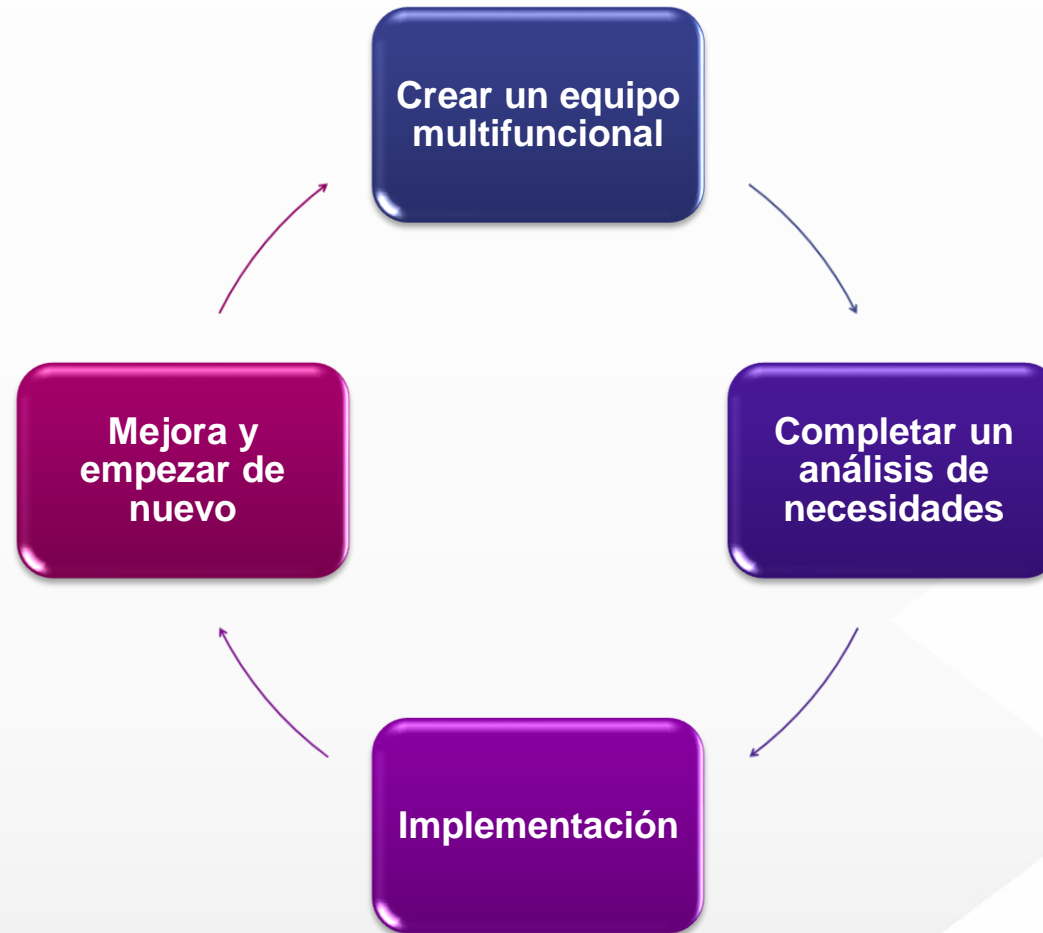 Crear un equipo
multifuncional
Completar un
análisis de
necesidades
Implementación
Mejora y
empezar de
nuevo